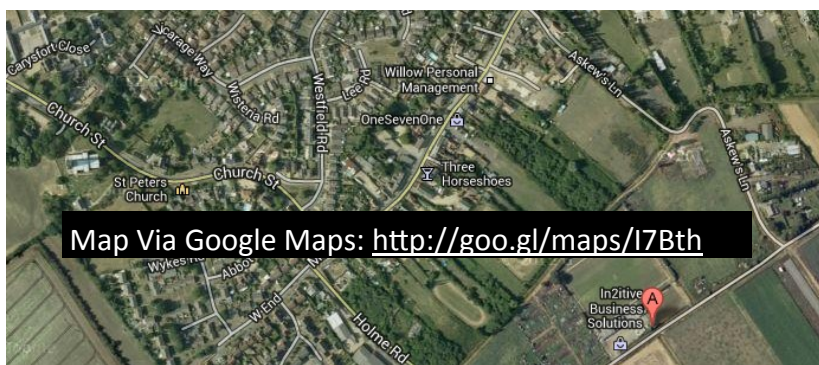 Carysfort Close
Vicarage Way
Church St
Wisteria Rd
Westfield Rd
Lee Rd
Willow Personal
Management
OneSevenOne
Askew's Ln
Askew's Ln
St Peters
Church
Church St
Three
Horseshoes
Map Via Google Maps: http://goo.gl/maps/I7Bth
W End
Holme Rd
In2itive
Business
Solutions
A